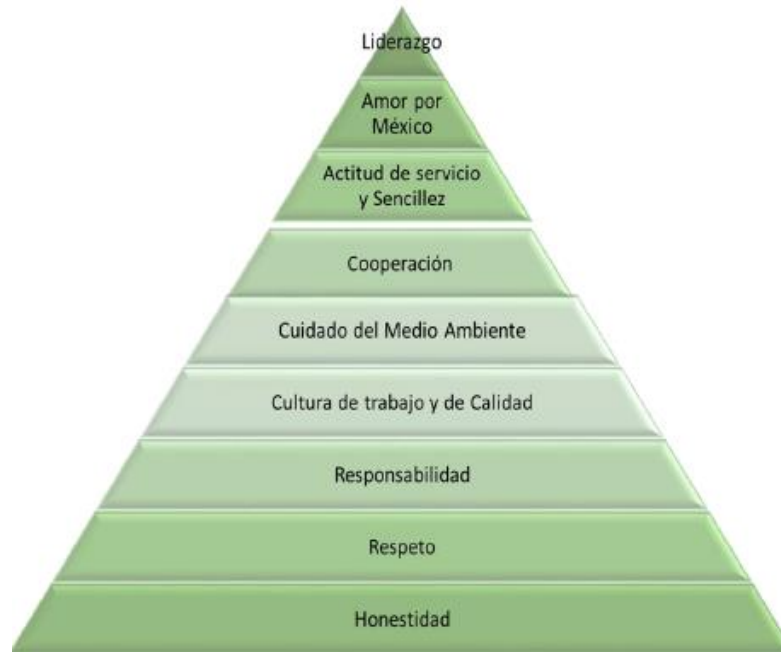 Liderazgo
Amor por
México
Actitud de servicio
y Sencillez
Cooperación
Cuidado del Medio Ambiente
Cultura de trabajo y de Calidad
Responsabilidad
Respeto
Honestidad